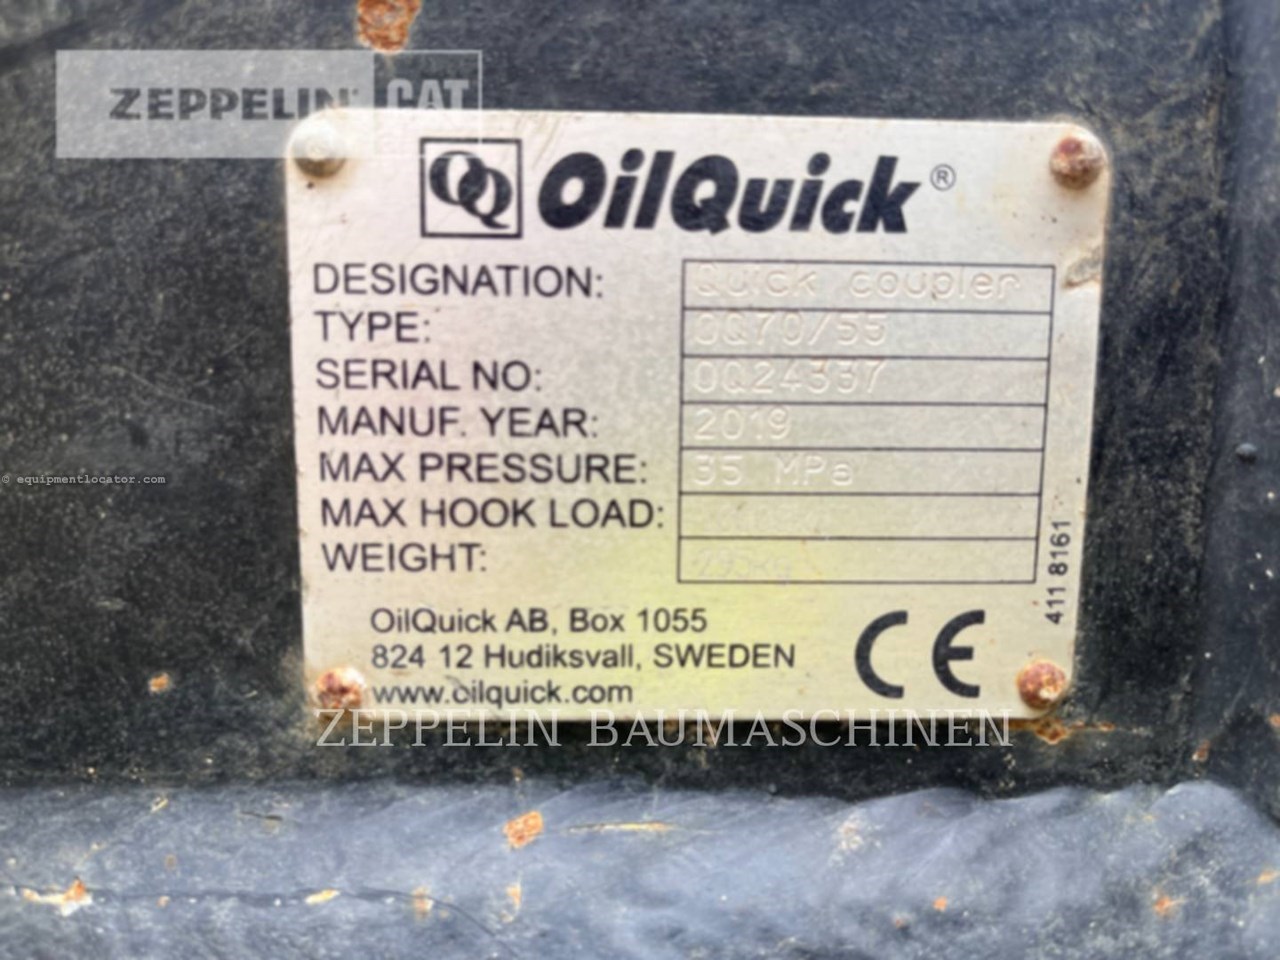 ZEPPELIN CAT
QQ OilQuick ®
DESIGNATION: Quick coupler
TYPE: OQ70/55
SERIAL NO: OQ24337
MANUF. YEAR: 2019
MAX PRESSURE: 35 MPa
MAX HOOK LOAD:
WEIGHT:
411 8161
OilQuick AB, Box 1055
824 12 Hudiksvall, SWEDEN
www.oilquick.com
CE
ZEPPELIN BAUMASCHINEN
© equipmentlocator.com